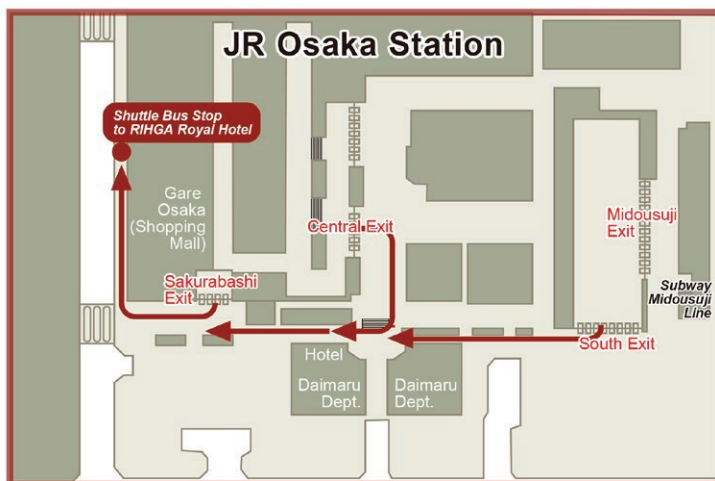 JR Osaka Station
Shuttle Bus Stop
to RIHGA Royal Hotel
Gare
Osaka
(Shopping
Mall)
Central Exit
Midousuji
Exit
Sakurabashi
Exit
Subway
Midousuji
Line
South Exit
Hotel
Daimaru
Dept.
Daimaru
Dept.